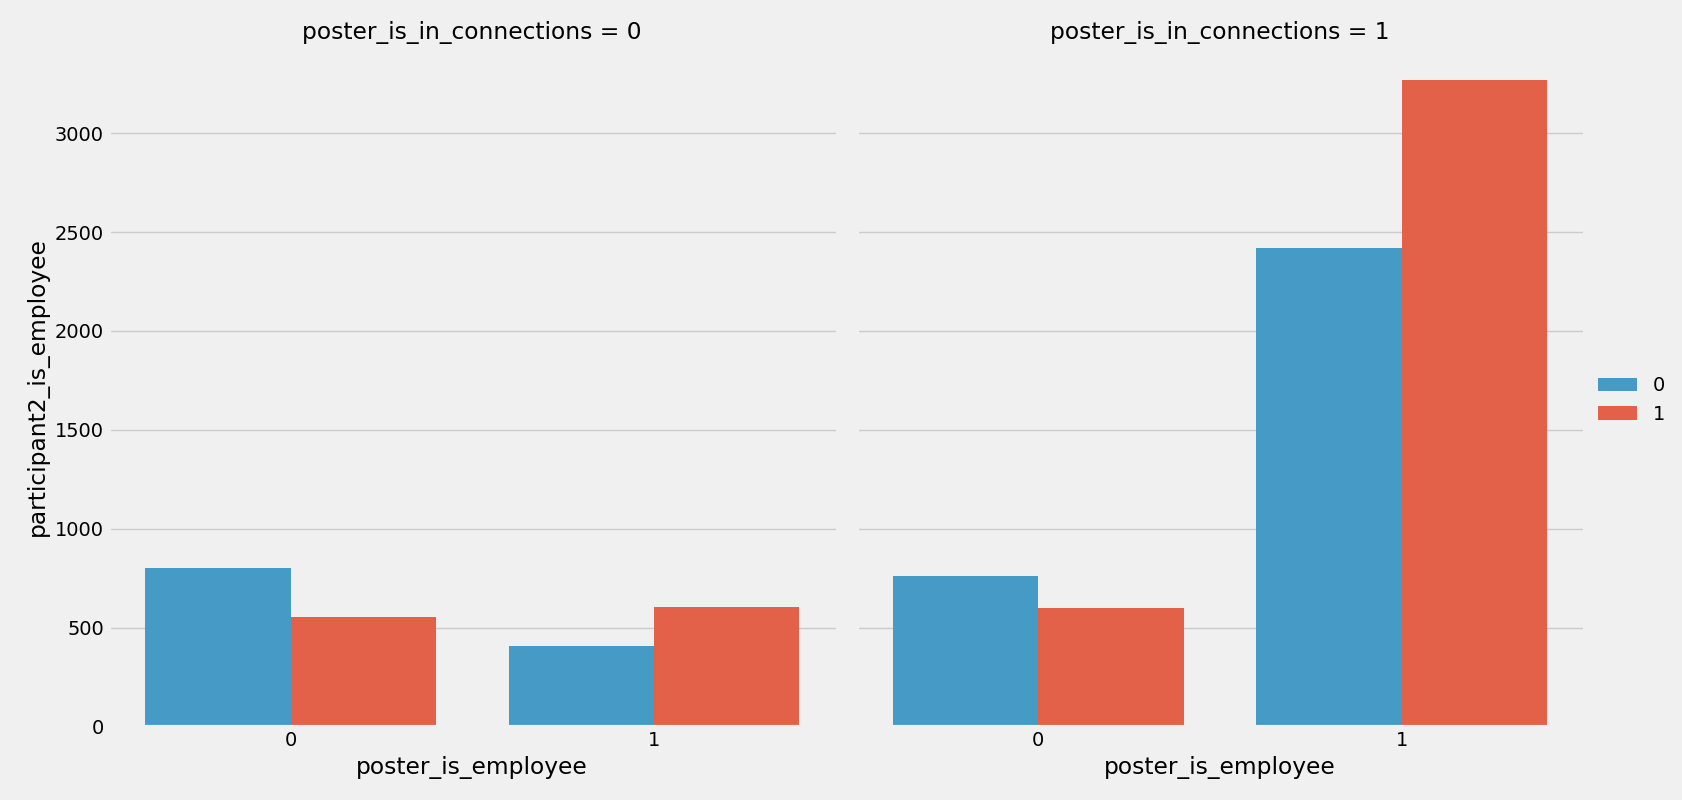 poster_is_in_connections = 0
poster_is_in_connections = 1
participant2_is_employee
3000
2500
2000
1500
1000
500
0
0
1
poster_is_employee
0
1
poster_is_employee
0
1